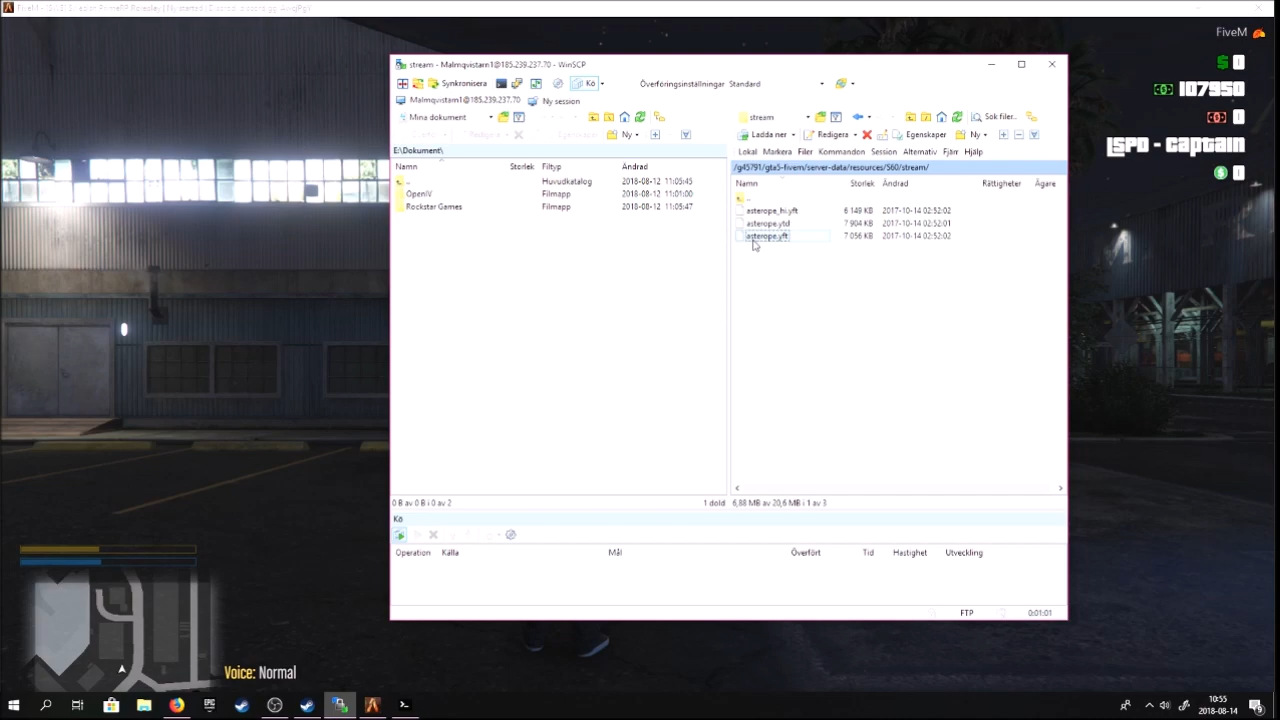 FiveM
FiveM
107950
LSPD - CAPTAIN
Voice: Normal
stream - Malmqvistarn1@185.239.237.70 - WinSCP
Synkronisera
Kö
Överföringsinställningar Standard
Malmqvistarn1@185.239.237.70
Ny session
Mina dokument
Ny
E:\Dokument\
Namn Storlek Filtyp Ändrad
.. Huvudkatalog 2018-08-12 11:05:45
OpenIV Filmapp 2018-08-12 11:01:00
Rockstar Games Filmapp 2018-08-12 11:05:47
0 B av 0 B i 0 av 2
1 dold
stream
Sök filer..
Ladda ner
Redigera
Egenskaper
Ny
Lokal Markera Filer Kommandon Session Alternativ Fjärr Hjälp
/g45791/gta5-fivem/server-data/resources/S60/stream/
Namn Storlek Ändrad Rättigheter Ägare
..
asterope_hi.yft 6 149 KB 2017-10-14 02:52:02
asterope.ytd 7 904 KB 2017-10-14 02:52:01
asterope.yft 7 056 KB 2017-10-14 02:52:02
6,88 MB av 20,6 MB i 1 av 3
Kö
Operation Källa Mål Överfört Tid Hastighet Utveckling
FTP
0:01:01
10:55
2018-08-14